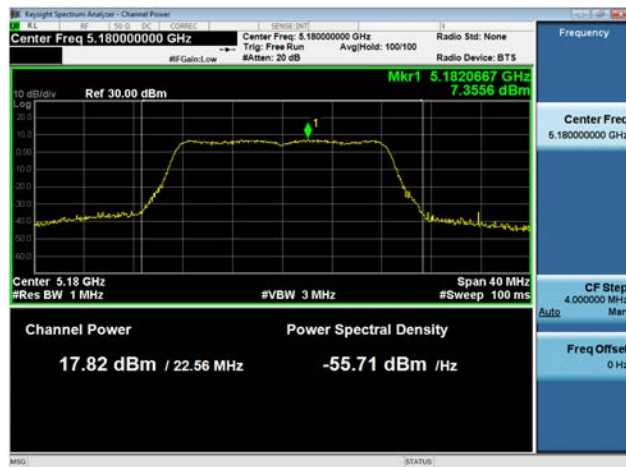 Keysight Spectrum Analyzer - Channel Power
RL RF 50 Ω DC CORREC SENSE:INT
Center Freq 5.180000000 GHz
#IFGain:Low
Center Freq: 5.180000000 GHz
Trig: Free Run Avg|Hold: 100/100
#Atten: 20 dB
Radio Std: None
Radio Device: BTS
Frequency
Mkr1 5.1820667 GHz
7.3556 dBm
10 dB/div Ref 30.00 dBm
Log
20.0
10.0
1
0.00
10.0
20.0
30.0
40.0
50.0
60.0
Center Freq
5.180000000 GHz
Center 5.18 GHz Span 40 MHz
#Res BW 1 MHz #VBW 3 MHz #Sweep 100 ms
CF Step
4.000000 MHz
Auto Man
Channel Power Power Spectral Density
17.82 dBm / 22.56 MHz -55.71 dBm /Hz
Freq Offset
0 Hz
MSG STATUS